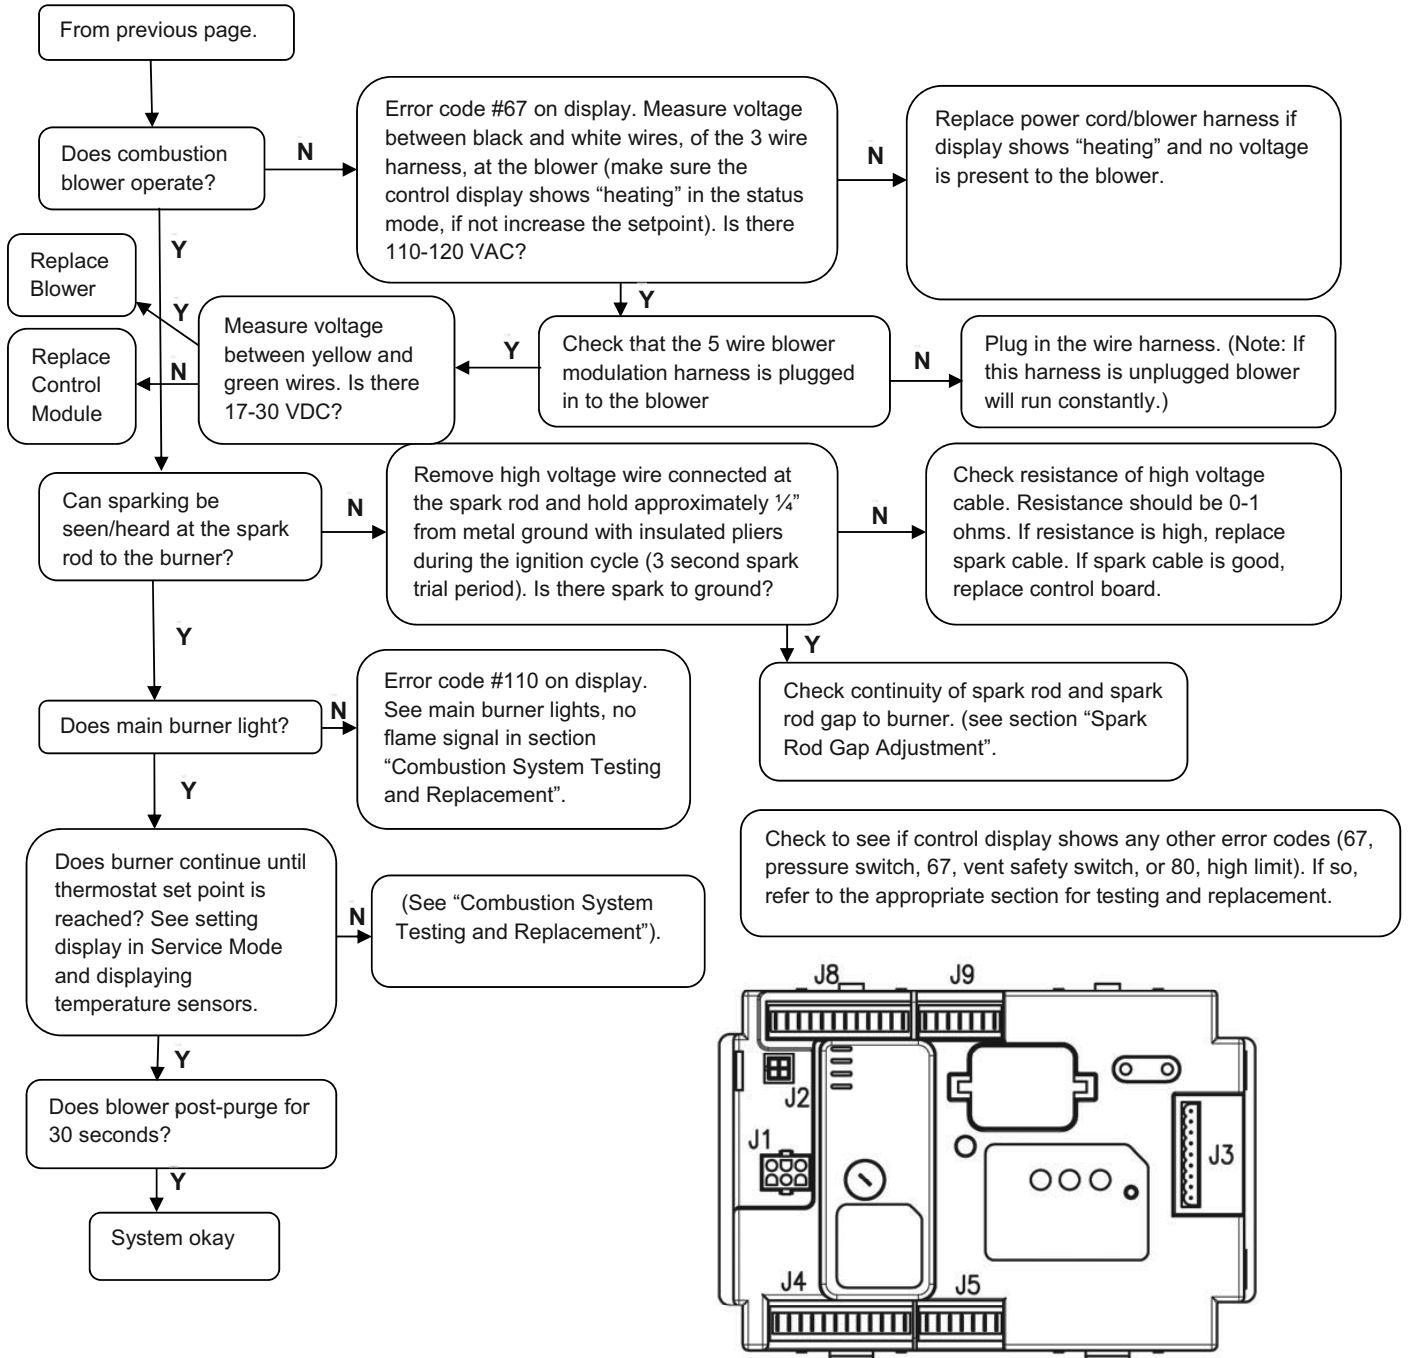 From previous page.
Does combustion
blower operate?
N
Error code #67 on display. Measure voltage
between black and white wires, of the 3 wire
harness, at the blower (make sure the
control display shows “heating” in the status
mode, if not increase the setpoint). Is there
110-120 VAC?
N
Replace power cord/blower harness if
display shows “heating” and no voltage
is present to the blower.
Y
Y
Replace
Blower
Y
Replace
Control
Module
N
Measure voltage
between yellow and
green wires. Is there
17-30 VDC?
Y
Check that the 5 wire blower
modulation harness is plugged
in to the blower
N
Plug in the wire harness. (Note: If
this harness is unplugged blower
will run constantly.)
Can sparking be
seen/heard at the spark
rod to the burner?
N
Remove high voltage wire connected at
the spark rod and hold approximately ¼”
from metal ground with insulated pliers
during the ignition cycle (3 second spark
trial period). Is there spark to ground?
N
Check resistance of high voltage
cable. Resistance should be 0-1
ohms. If resistance is high, replace
spark cable. If spark cable is good,
replace control board.
Y
Y
Check continuity of spark rod and spark
rod gap to burner. (see section “Spark
Rod Gap Adjustment”.
Does main burner light?
N
Error code #110 on display.
See main burner lights, no
flame signal in section
“Combustion System Testing
and Replacement”.
Y
Check to see if control display shows any other error codes (67,
pressure switch, 67, vent safety switch, or 80, high limit). If so,
refer to the appropriate section for testing and replacement.
Does burner continue until
thermostat set point is
reached? See setting
display in Service Mode
and displaying
temperature sensors.
N
(See “Combustion System
Testing and Replacement”).
Y
Does blower post-purge for
30 seconds?
Y
System okay
J8
J9
J2
J1
J3
J4
J5